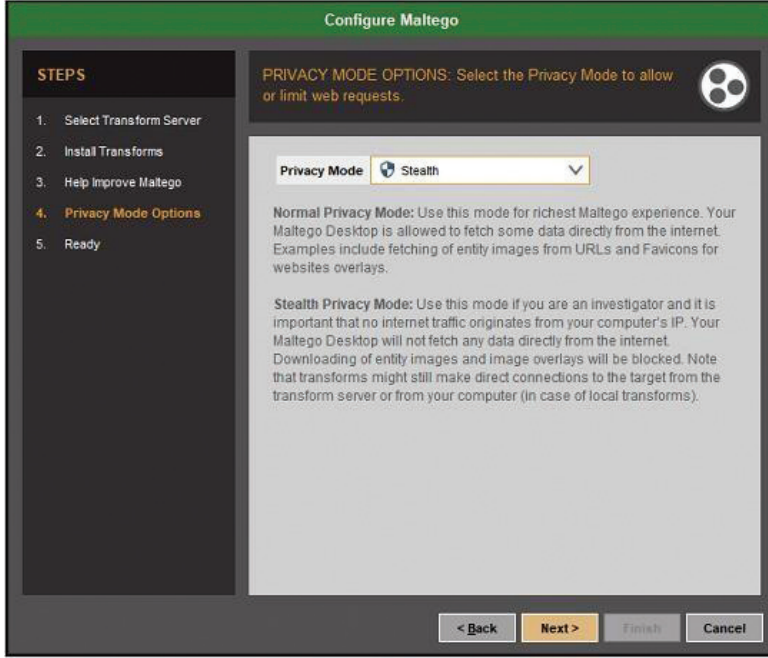 Configure Maltego
STEPS
1. Select Transform Server
2. Install Transforms
3. Help Improve Maltego
4. Privacy Mode Options
5. Ready
PRIVACY MODE OPTIONS: Select the Privacy Mode to allow
or limit web requests.
Privacy Mode Stealth
Normal Privacy Mode: Use this mode for richest Maltego experience. Your
Maltego Desktop is allowed to fetch some data directly from the internet.
Examples include fetching of entity images from URLs and Favicons for
websites overlays.
Stealth Privacy Mode: Use this mode if you are an investigator and it is
important that no internet traffic originates from your computer's IP. Your
Maltego Desktop will not fetch any data directly from the internet.
Downloading of entity images and image overlays will be blocked. Note
that transforms might still make direct connections to the target from the
transform server or from your computer (in case of local transforms).
< Back Next > Finish Cancel